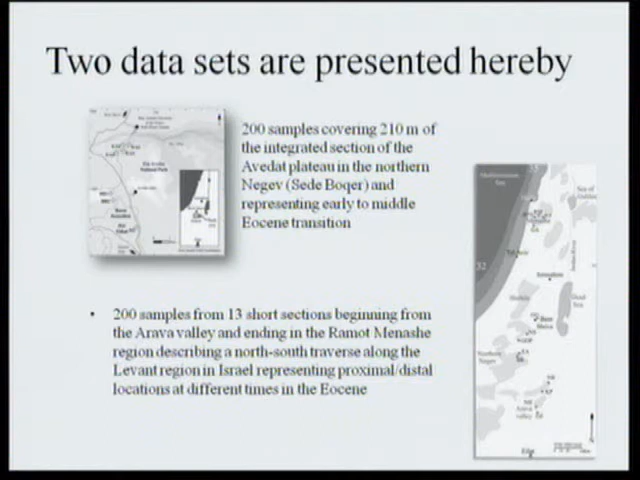 Two data sets are presented hereby
200 samples covering 210 m of
the integrated section of the
Avedat plateau in the northern
Negev (Sede Boqer) and
representing early to middle
Eocene transition
• 200 samples from 13 short sections beginning from
the Arava valley and ending in the Ramot Menashe
region describing a north-south traverse along the
Levant region in Israel representing proximal/distal
locations at different times in the Eocene
Mediterranean
Sea
Sea of
32
Jerusalem
Dead
Sea
Northern
Negev
Arava
valley